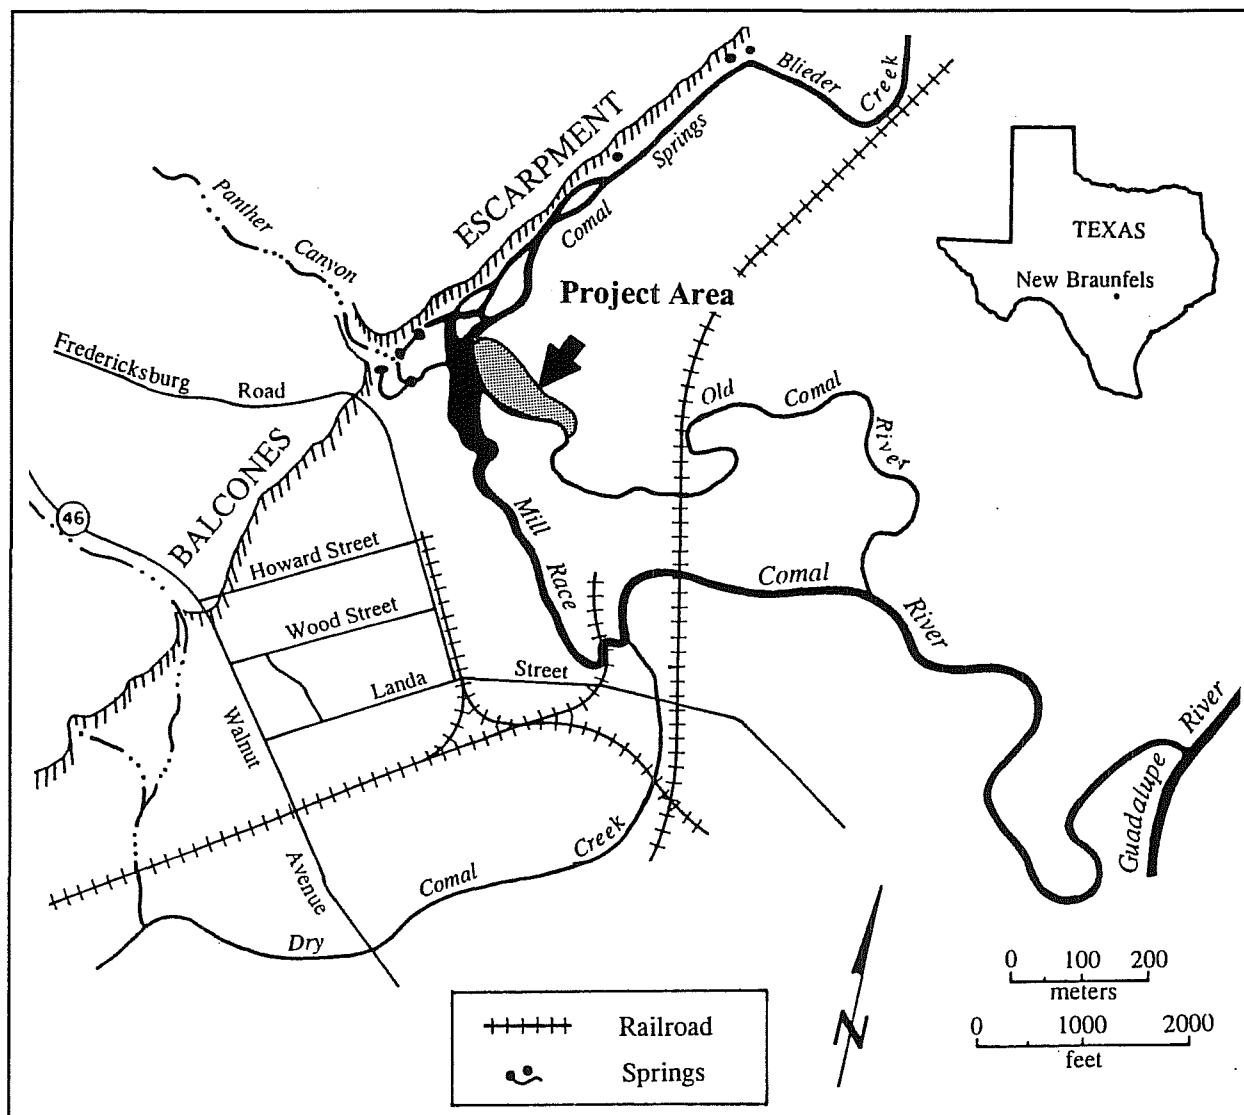 Blieder
Creek
Springs
Comal
ESCARPMENT
Panther
Canyon
Project Area
TEXAS
New Braunfels
Fredericksburg
Road
Old
Comal
River
BALCONES
46
Mill
Race
Howard Street
Wood Street
Landa
Street
Comal
River
Walnut
Avenue
Guadalupe
River
Creek
Comal
Dry
N
0 100 200
meters
0 1000 2000
feet
Railroad
Springs